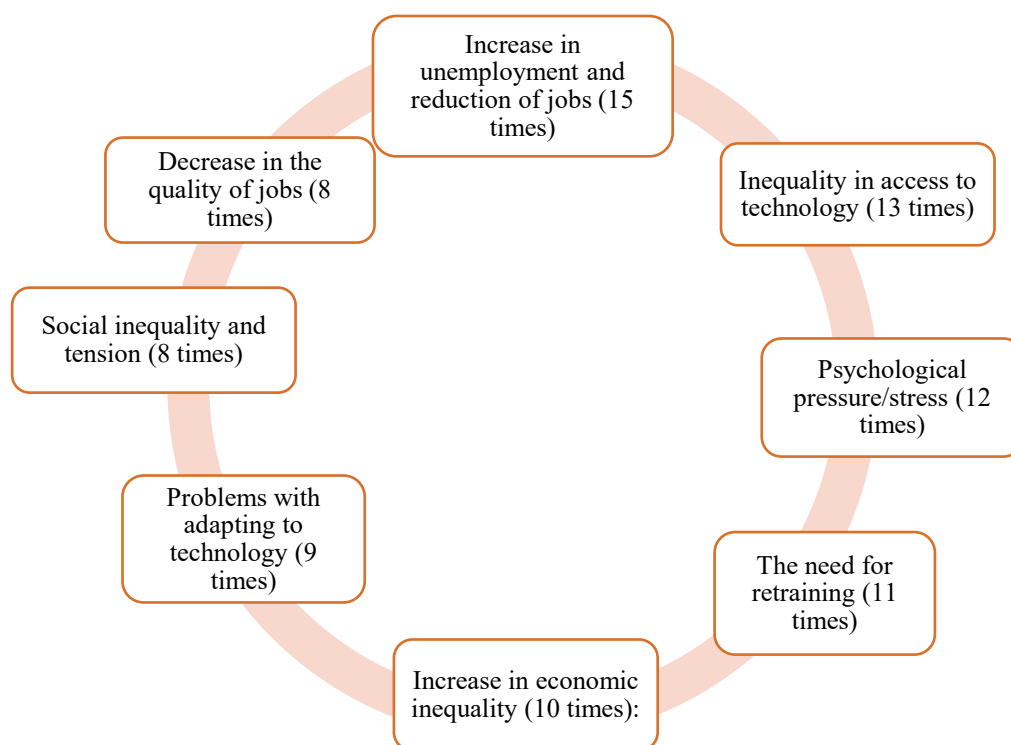 Increase in
unemployment and
reduction of jobs (15
times)
Inequality in access to
technology (13 times)
Psychological
pressure/stress (12
times)
The need for
retraining (11
times)
Increase in economic
inequality (10 times):
Problems with
adapting to
technology (9
times)
Social inequality and
tension (8 times)
Decrease in the
quality of jobs (8
times)